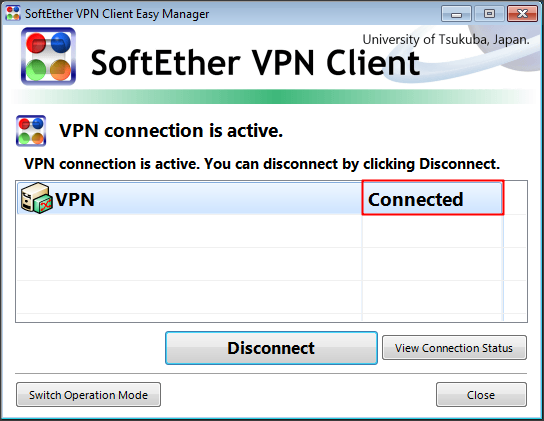 SoftEther VPN Client Easy Manager
University of Tsukuba, Japan.
SoftEther VPN Client
VPN connection is active.
VPN connection is active. You can disconnect by clicking Disconnect.
VPN Connected
Disconnect View Connection Status
Switch Operation Mode Close